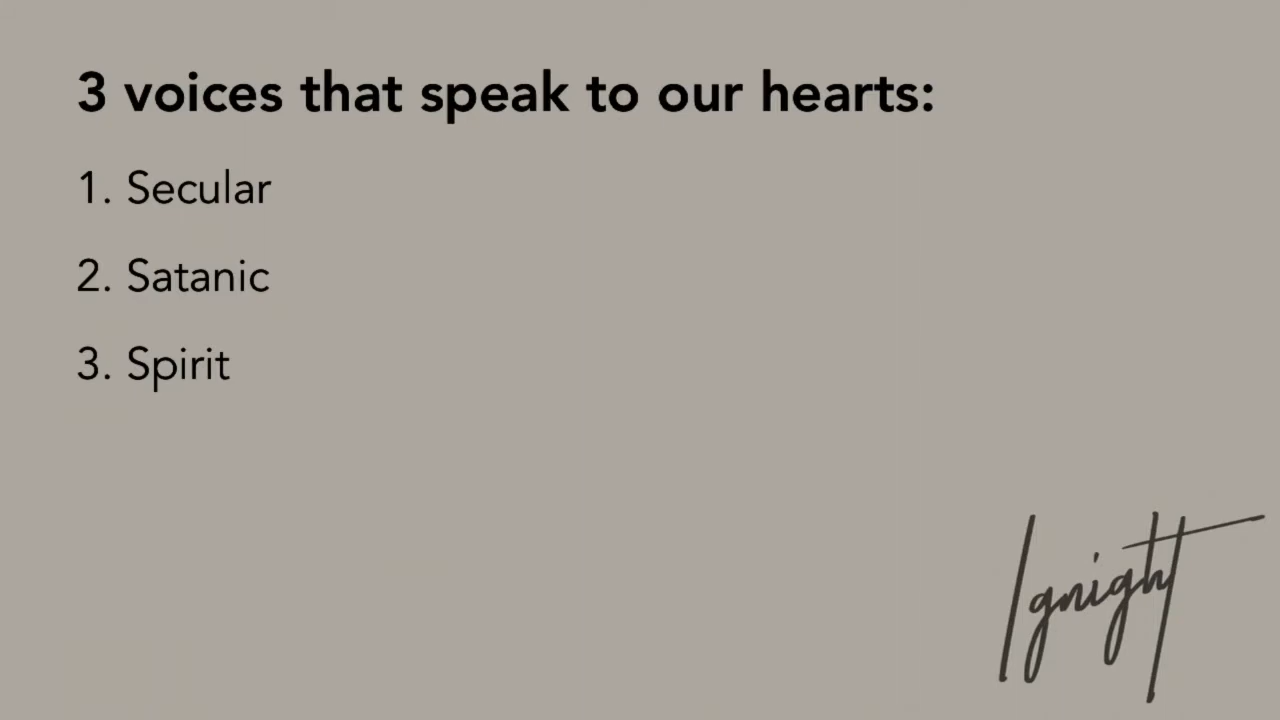 3 voices that speak to our hearts:
1. Secular
2. Satanic
3. Spirit
Ignight